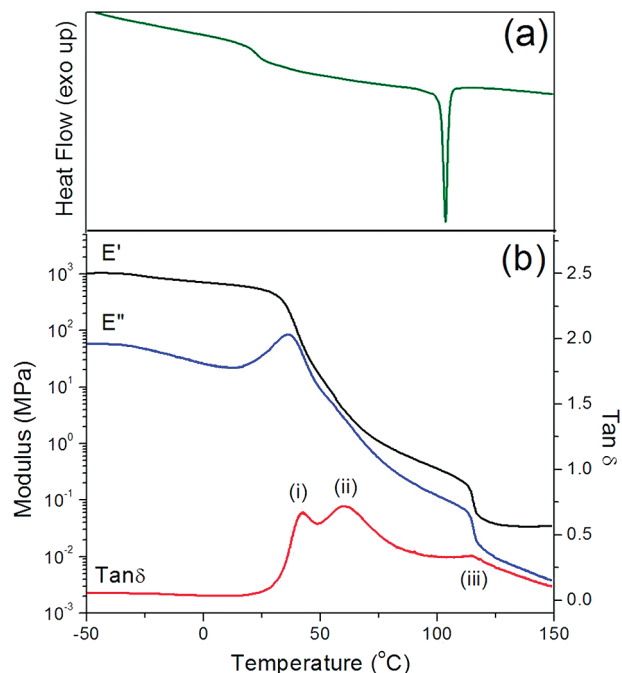 (a)
Heat Flow (exo up)
(b)
E'
E"
Modulus (MPa)
10³
10²
10¹
10⁰
10⁻¹
10⁻²
10⁻³
2.5
2.0
1.5
1.0
0.5
0.0
Tan δ
(i)
(ii)
(iii)
Tanδ
-50
0
50
100
150
Temperature (°C)